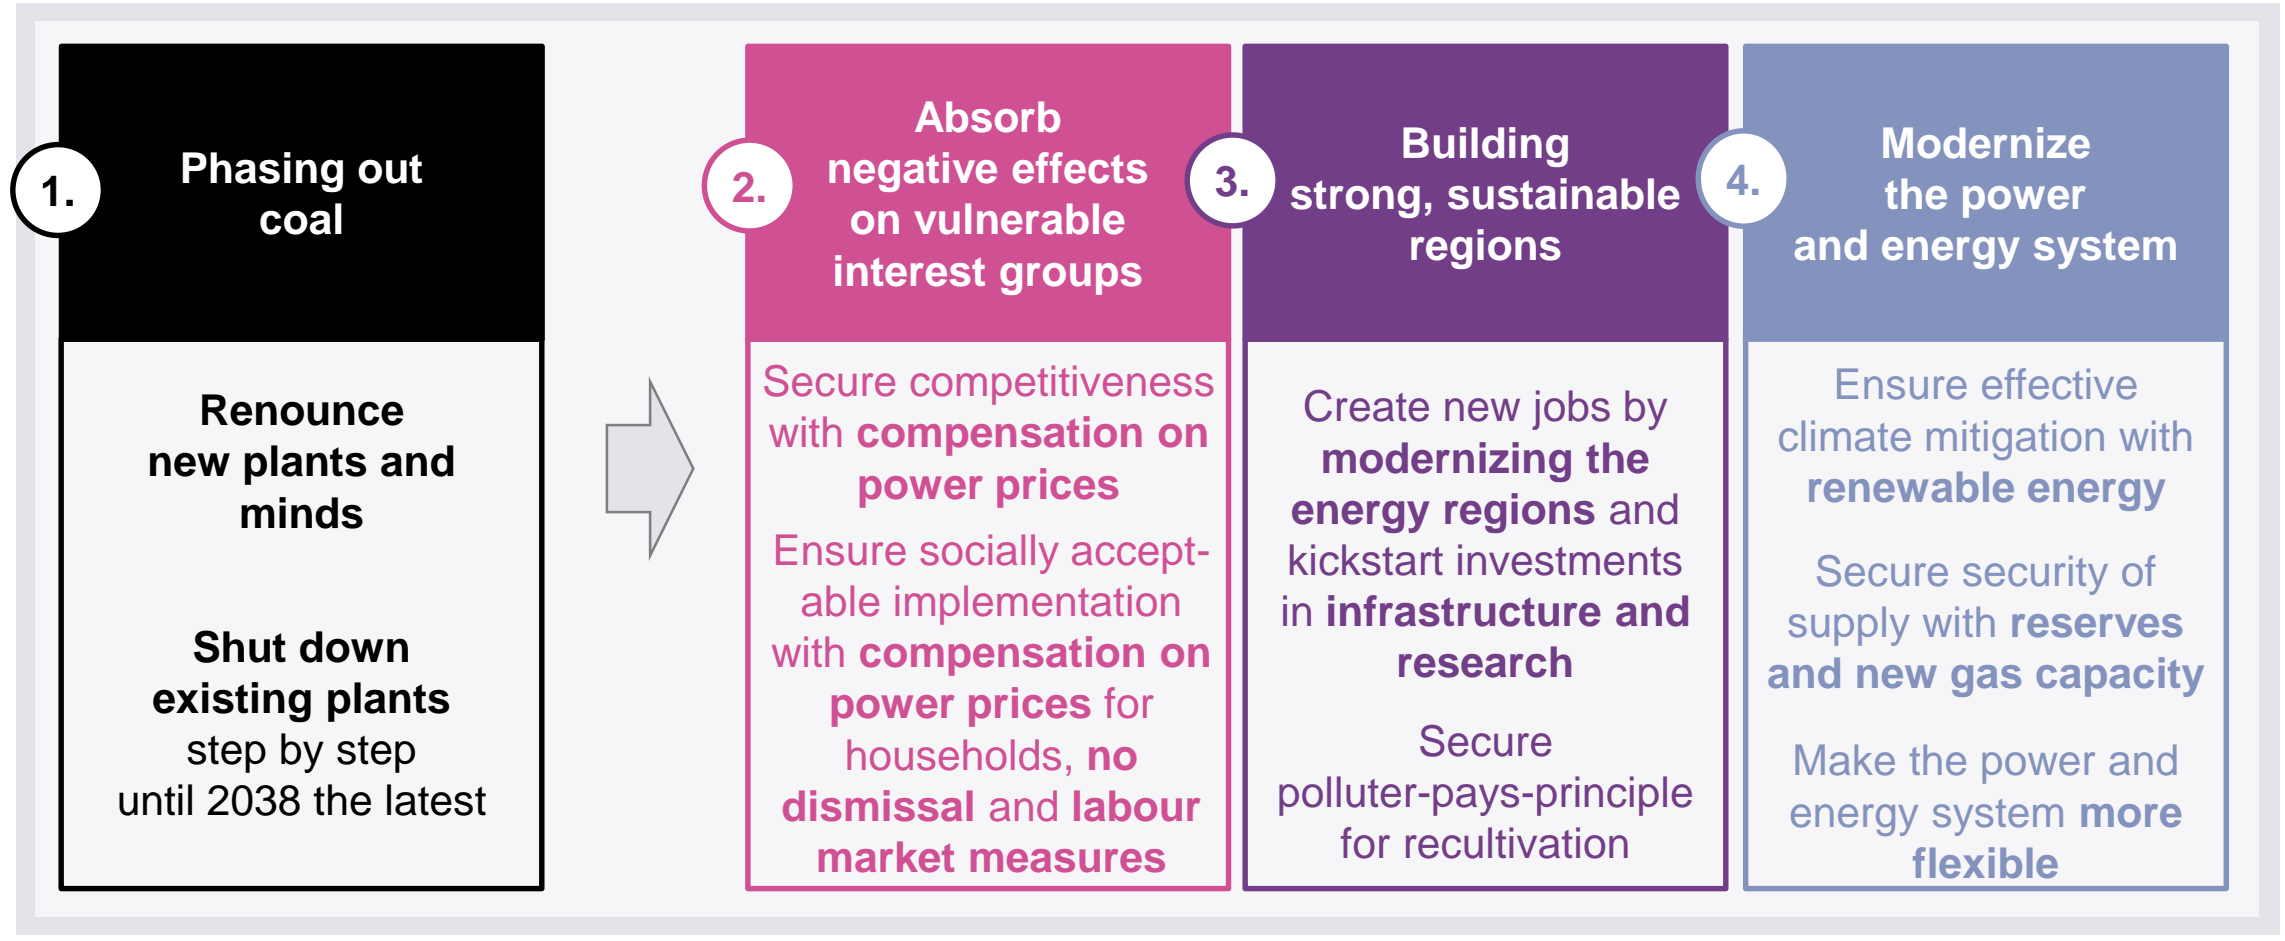 1.
Phasing out
coal
Renounce
new plants and
minds
Shut down
existing plants
step by step
until 2038 the latest
2.
Absorb
negative effects
on vulnerable
interest groups
Secure competitiveness
with compensation on
power prices
Ensure socially accept-
able implementation
with compensation on
power prices for
households, no
dismissal and labour
market measures
3.
Building
strong, sustainable
regions
Create new jobs by
modernizing the
energy regions and
kickstart investments
in infrastructure and
research
Secure
polluter-pays-principle
for recultivation
4.
Modernize
the power
and energy system
Ensure effective
climate mitigation with
renewable energy
Secure security of
supply with reserves
and new gas capacity
Make the power and
energy system more
flexible